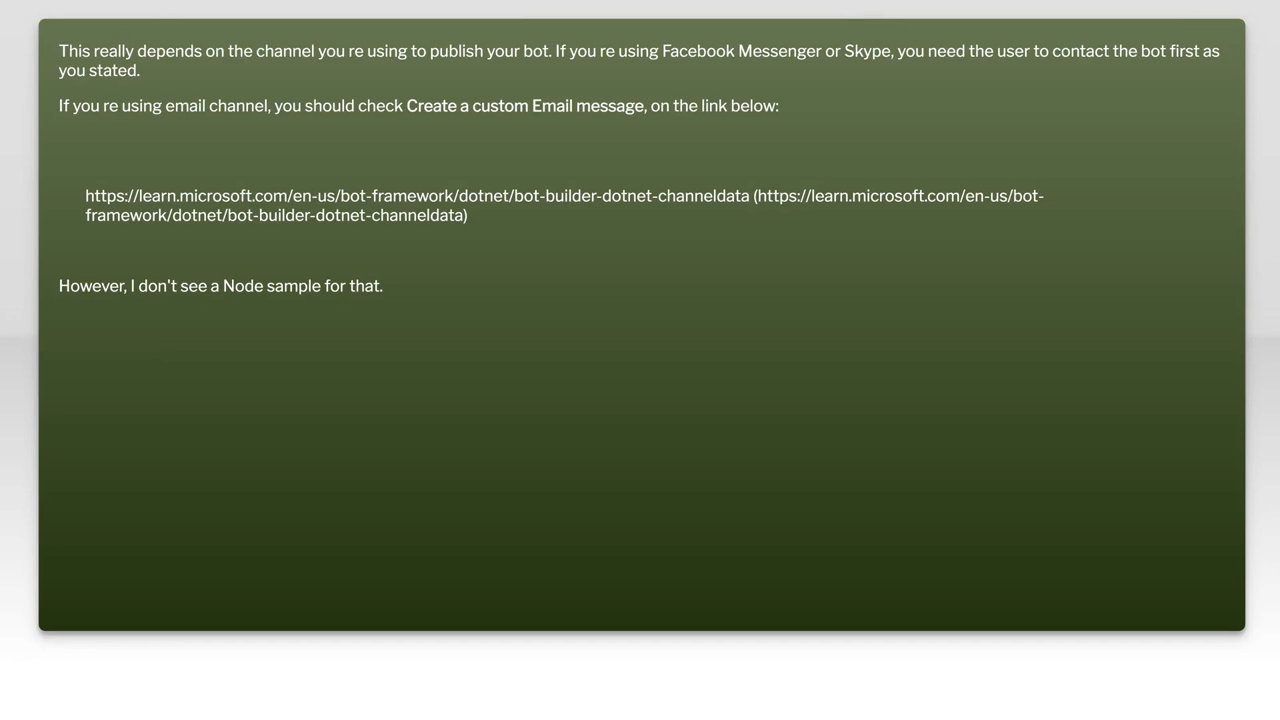 This really depends on the channel you re using to publish your bot. If you re using Facebook Messenger or Skype, you need the user to contact the bot first as
you stated.
If you re using email channel, you should check Create a custom Email message, on the link below:
https://learn.microsoft.com/en-us/bot-framework/dotnet/bot-builder-dotnet-channeldata (https://learn.microsoft.com/en-us/bot-
framework/dotnet/bot-builder-dotnet-channeldata)
However, I don't see a Node sample for that.